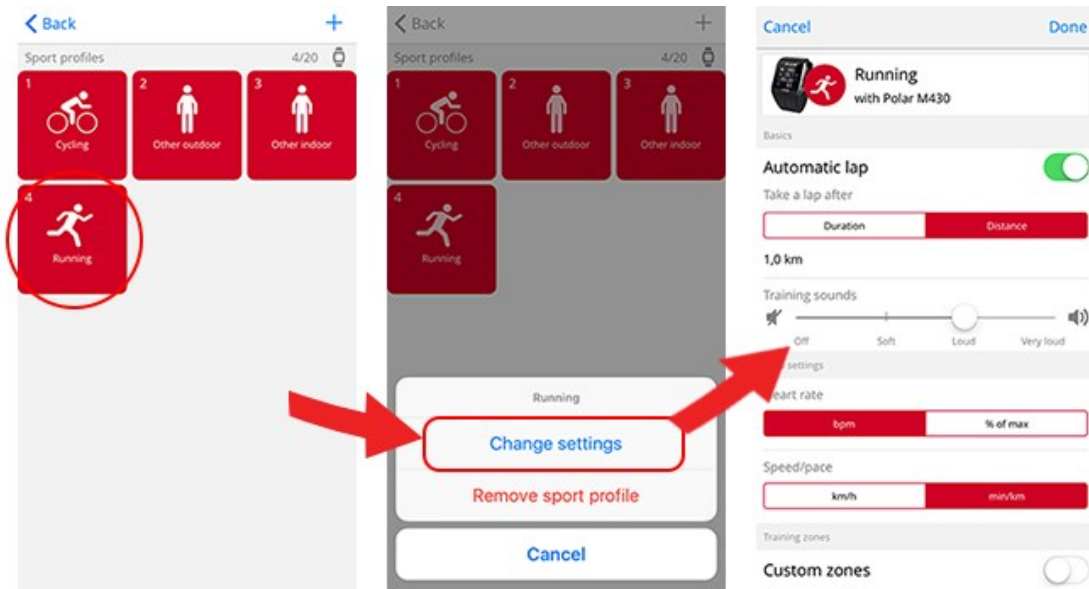 Back
Sport profiles 4/20
1 2 3
Cycling Other outdoor Other indoor
4
Running
Back
Sport profiles 4/20
1 2 3
Cycling Other outdoor Other indoor
4
Running
Running
Change settings
Remove sport profile
Cancel
Cancel Done
Running
with Polar M430
Basics
Automatic lap
Take a lap after
Duration Distance
1,0 km
Training sounds
Off Soft Loud Very loud
settings
eart rate
bpm % of max
Speed/pace
km/h min/km
Training zones
Custom zones